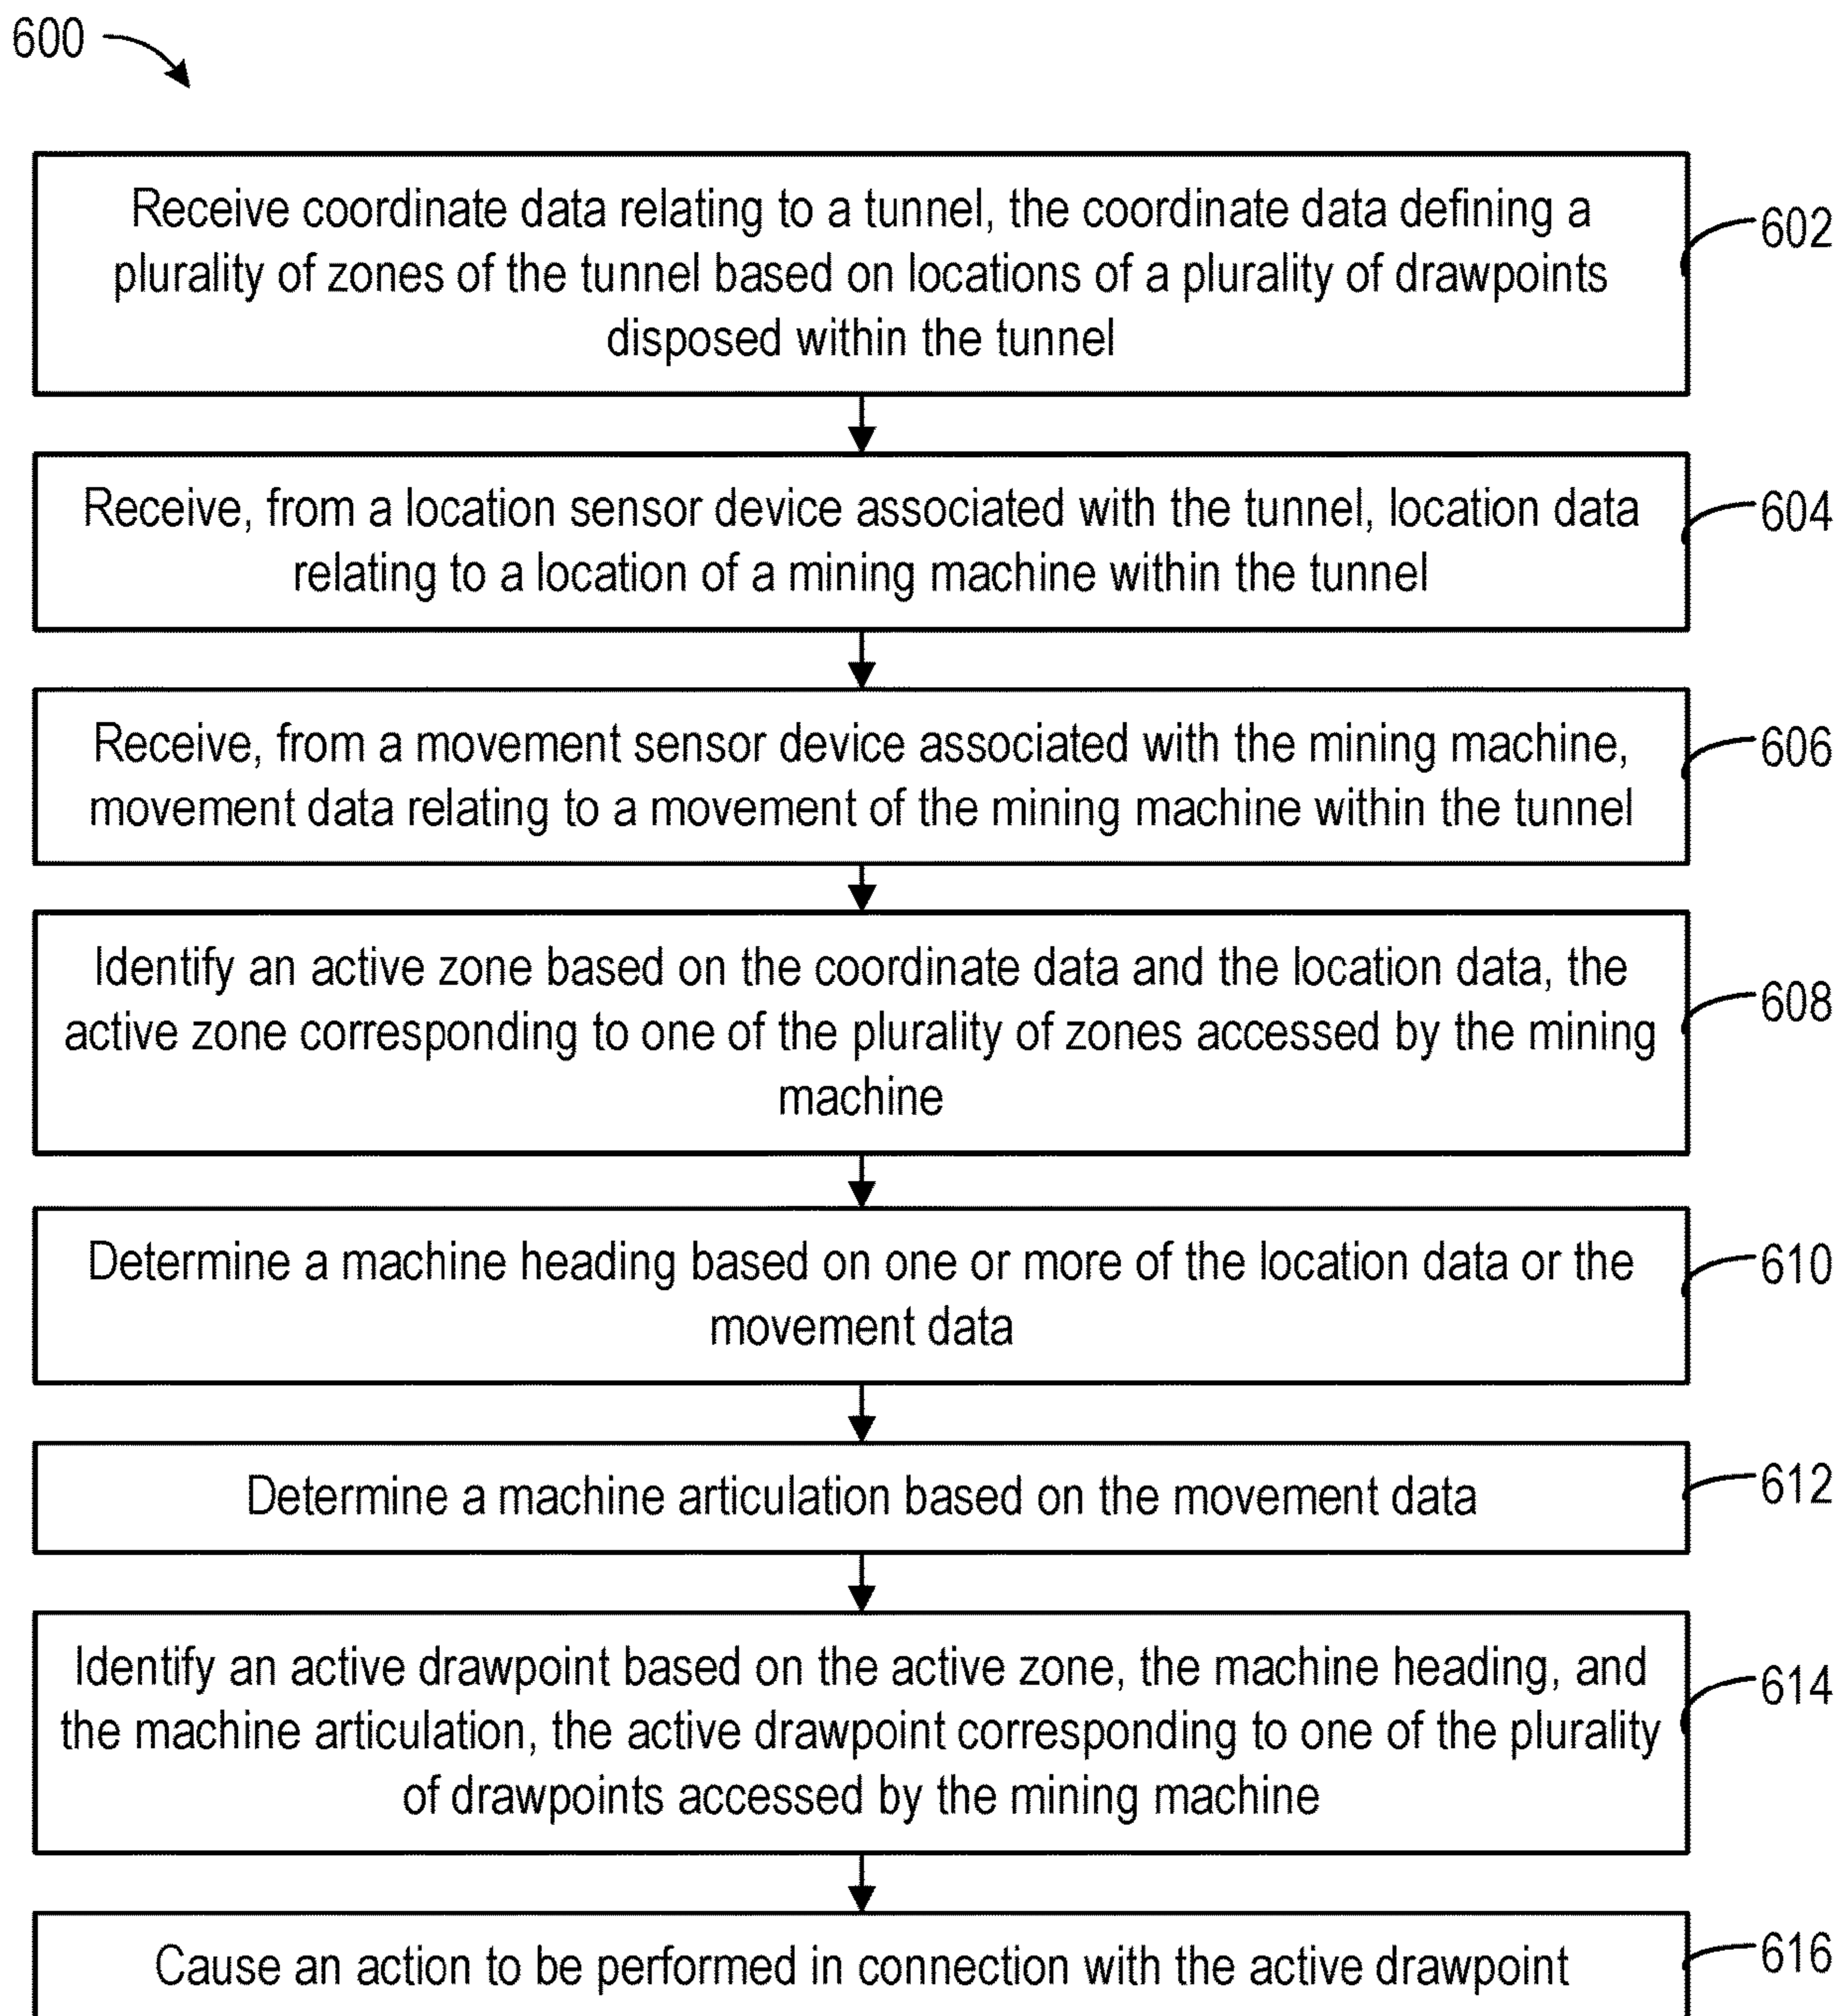 600
Receive coordinate data relating to a tunnel, the coordinate data defining a
plurality of zones of the tunnel based on locations of a plurality of drawpoints
disposed within the tunnel
602
Receive, from a location sensor device associated with the tunnel, location data
relating to a location of a mining machine within the tunnel
604
Receive, from a movement sensor device associated with the mining machine,
movement data relating to a movement of the mining machine within the tunnel
606
Identify an active zone based on the coordinate data and the location data, the
active zone corresponding to one of the plurality of zones accessed by the mining
machine
608
Determine a machine heading based on one or more of the location data or the
movement data
610
Determine a machine articulation based on the movement data
612
Identify an active drawpoint based on the active zone, the machine heading, and
the machine articulation, the active drawpoint corresponding to one of the plurality
of drawpoints accessed by the mining machine
614
Cause an action to be performed in connection with the active drawpoint
616